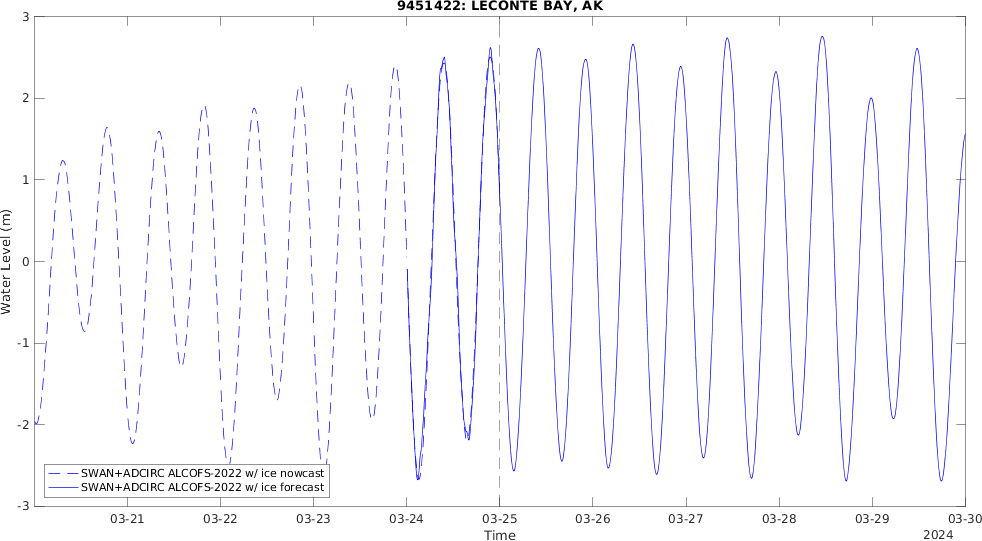 9451422: LECONTE BAY, AK
3
2
1
0
-1
-2
-3
Water Level (m)
SWAN+ADCIRC ALCOFS-2022 w/ ice nowcast
SWAN+ADCIRC ALCOFS-2022 w/ ice forecast
03-21 03-22 03-23 03-24 03-25 03-26 03-27 03-28 03-29 03-30
Time
2024